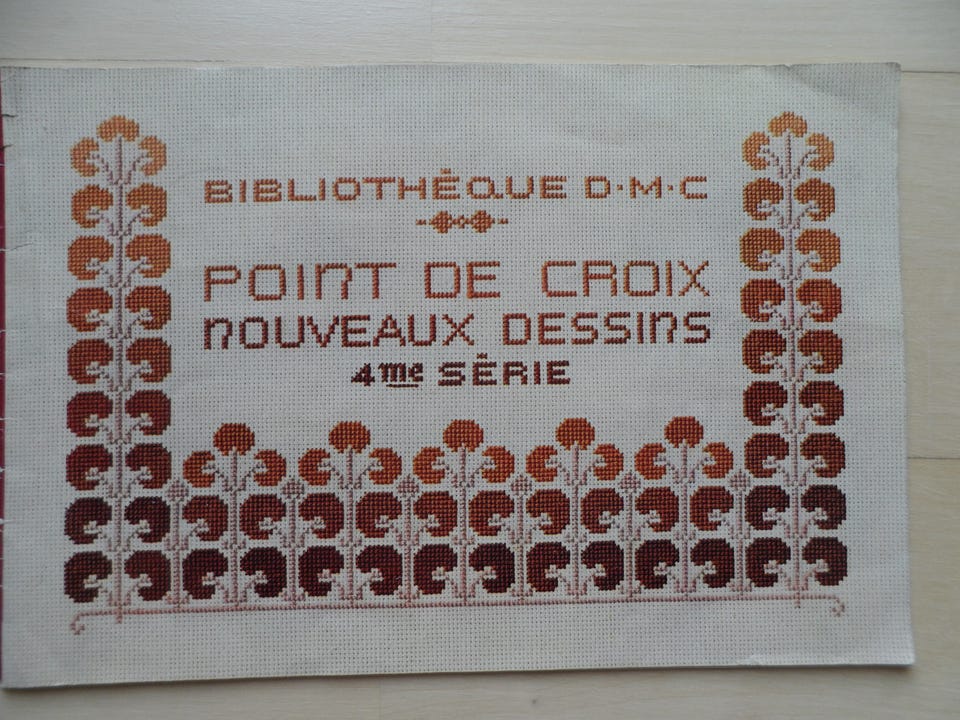 BIBLIOTHÈQUE D·M·C
POINT DE CROIX
NOUVEAUX DESSINS
4me SÉRIE